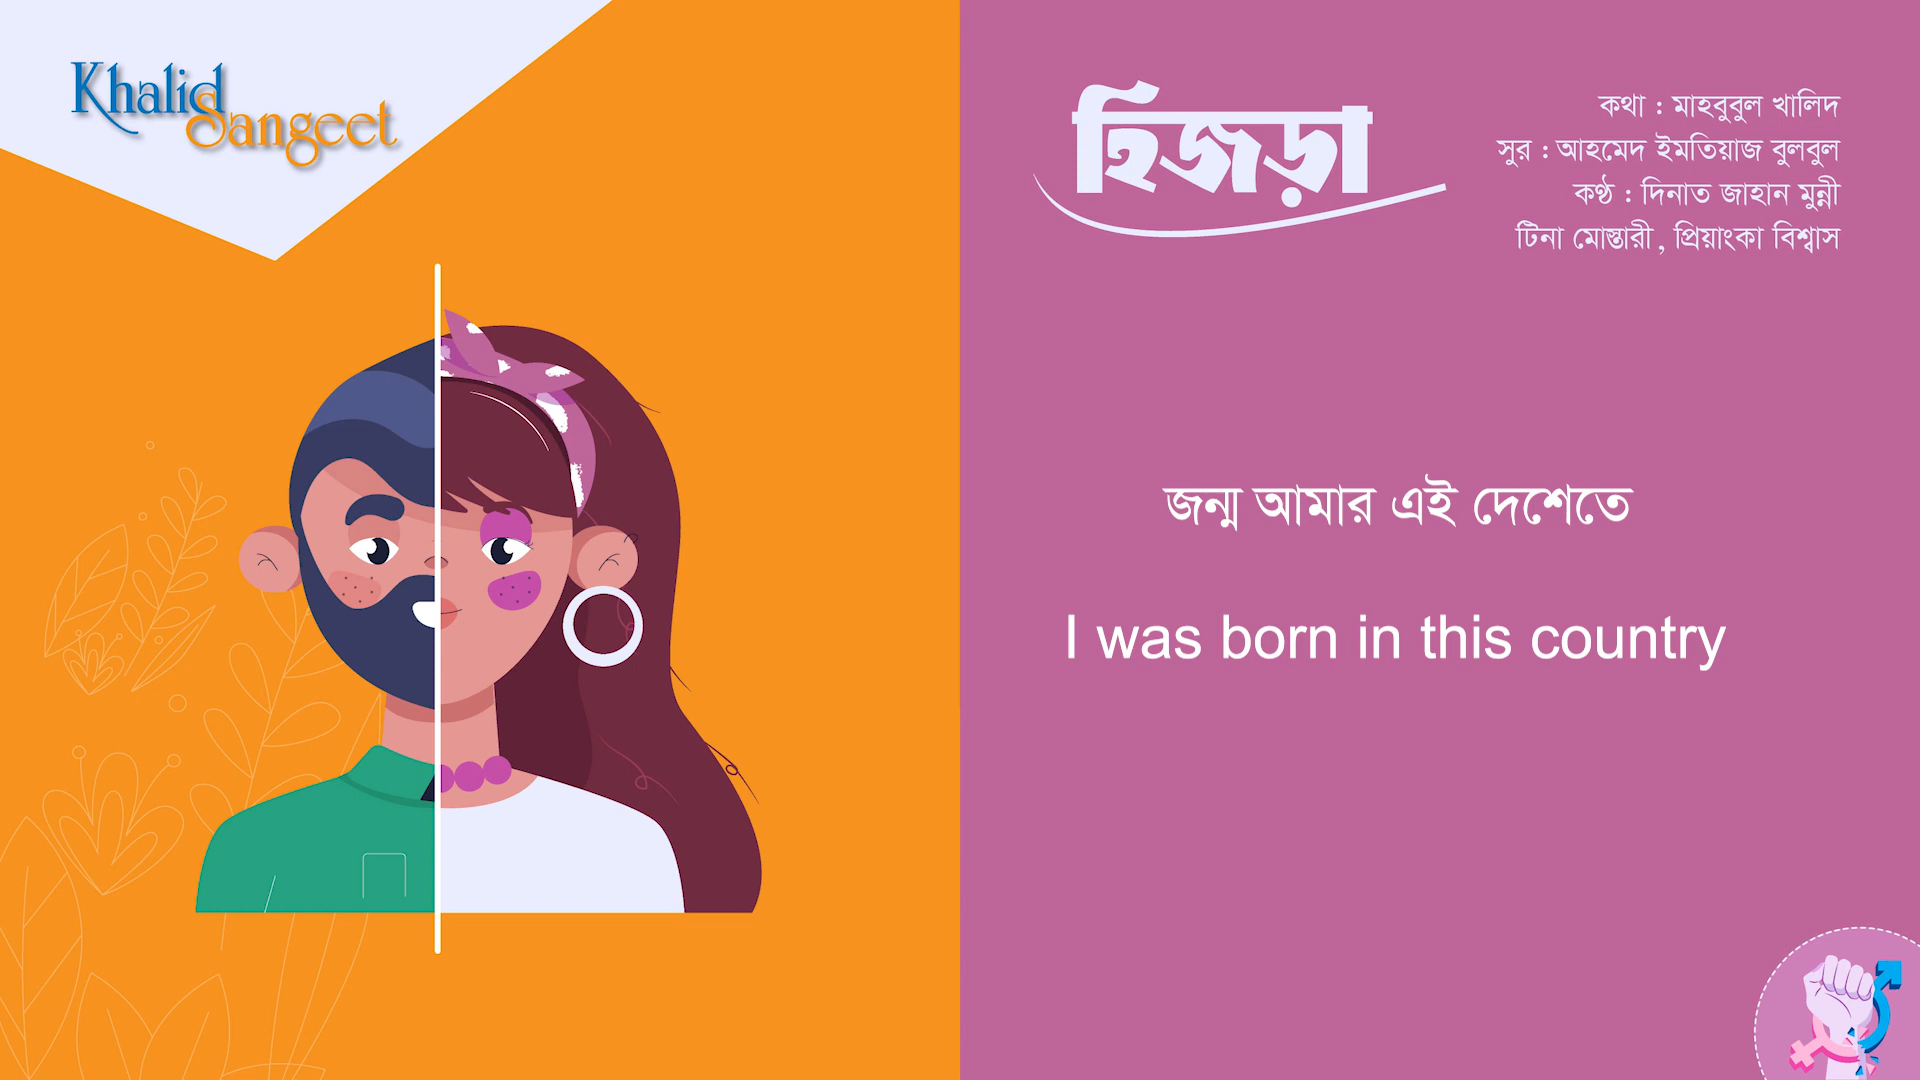 Khalid
Sangeet
হিজড়া
কথা : মাহবুবুল খালিদ
সুর : আহমেদ ইমতিয়াজ বুলবুল
কণ্ঠ : দিনাত জাহান মুন্নী
টিনা মোস্তারী, প্রিয়াংকা বিশ্বাস
জন্ম আমার এই দেশেতে
I was born in this country